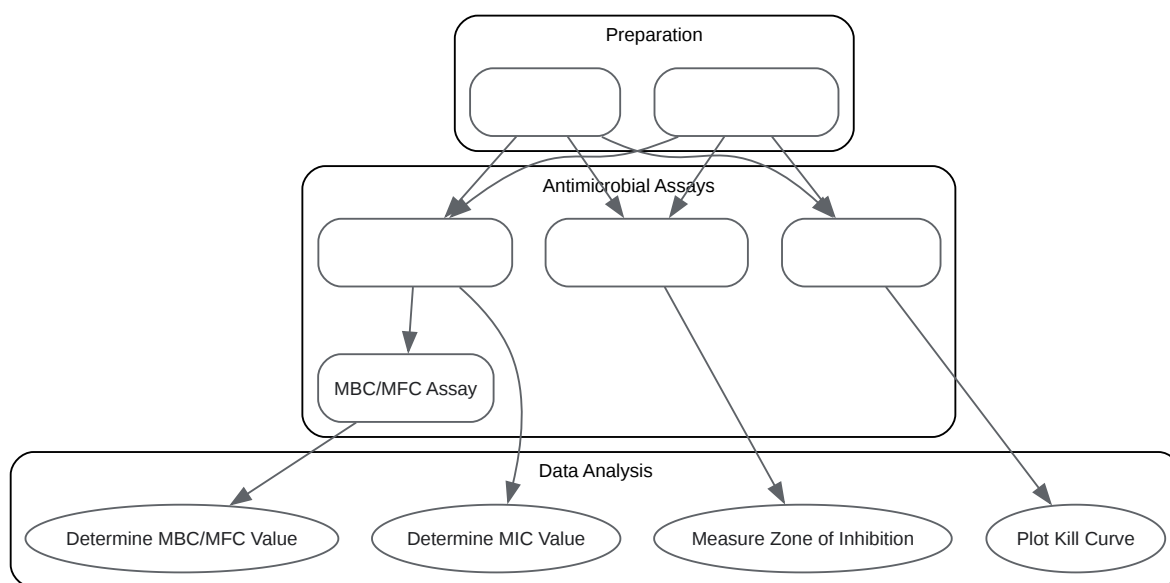 Preparation
Antimicrobial Assays
MBC/MFC Assay
Data Analysis
Determine MBC/MFC Value
Determine MIC Value
Measure Zone of Inhibition
Plot Kill Curve